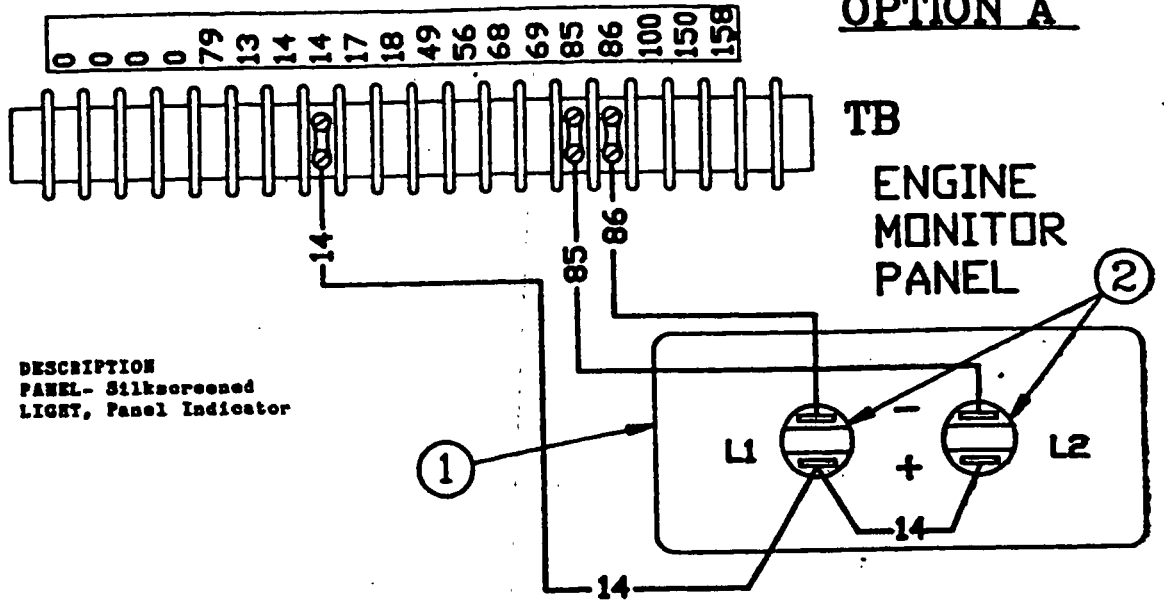 OPTION A
0 0 0 0 79 13 14 14 17 18 49 56 68 69 85 86 100 150 158
TB
ENGINE
MONITOR
PANEL
14
85
86
2
DESCRIPTION
PANEL- Silkscreened
LIGHT, Panel Indicator
1
L1
-
+
L2
14
14